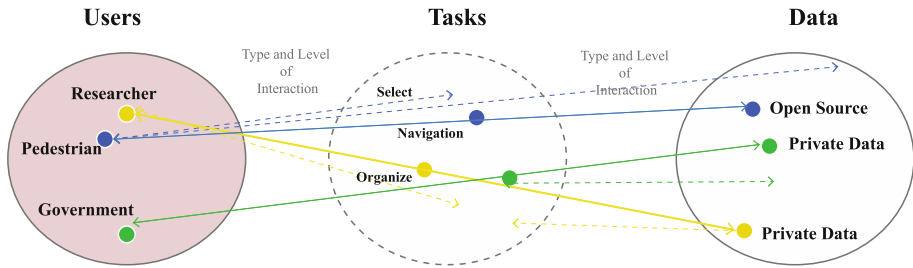 Users
Tasks
Data
Type and Level
of
Interaction
Type and Level
of
Interaction
Researcher
Pedestrian
Government
Select
Navigation
Organize
Open Source
Private Data
Private Data